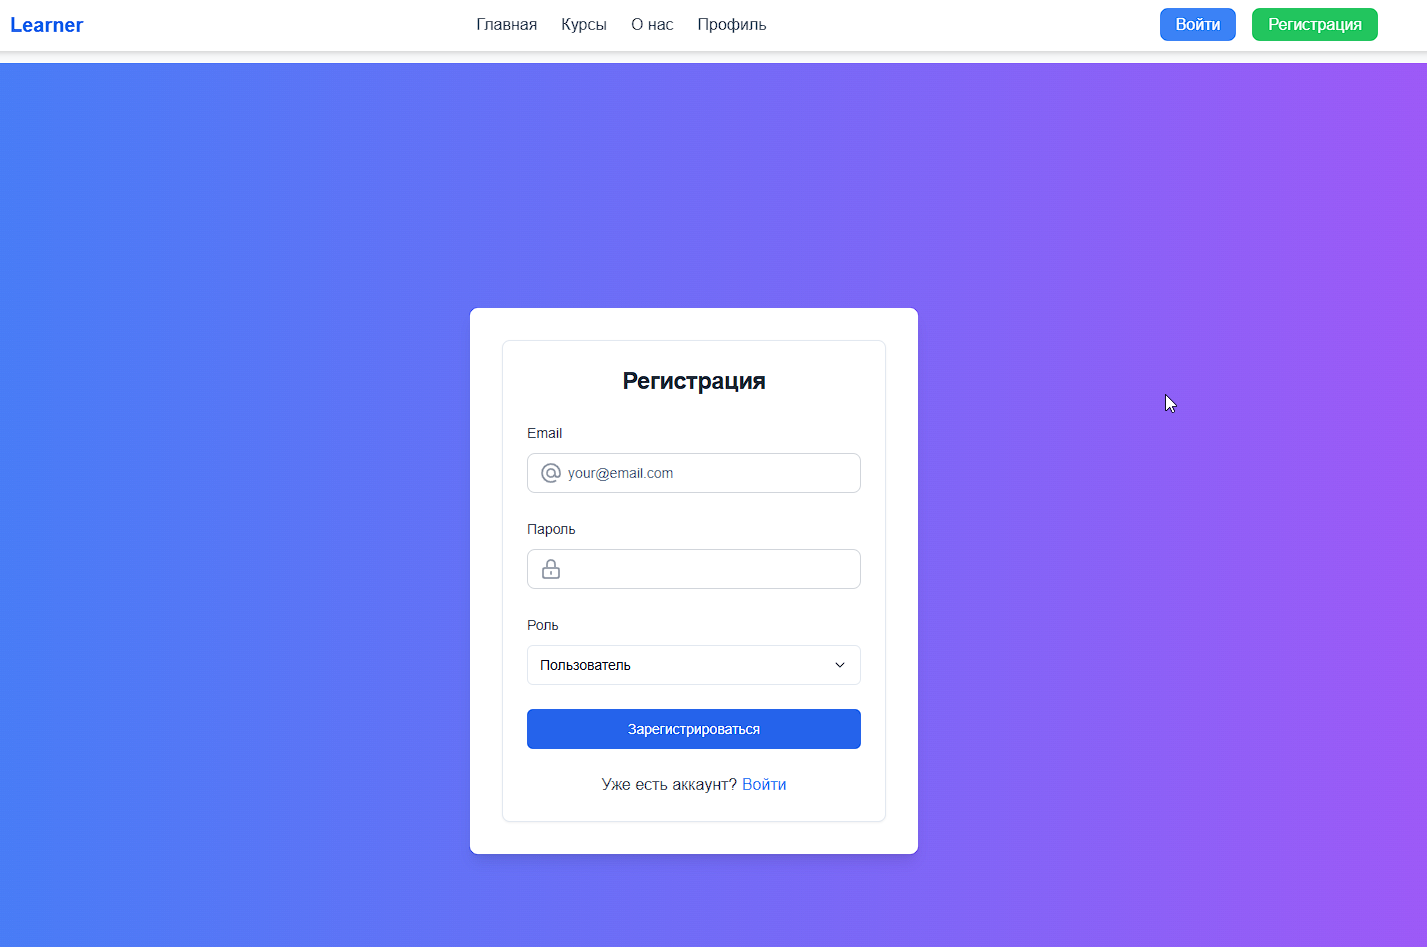 Learner
Главная Курсы О нас Профиль
Войти Регистрация
Регистрация
Email
your@email.com
Пароль
Роль
Пользователь
Зарегистрироваться
Уже есть аккаунт? Войти